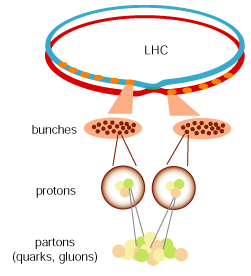 LHC
bunches
protons
partons
(quarks, gluons)